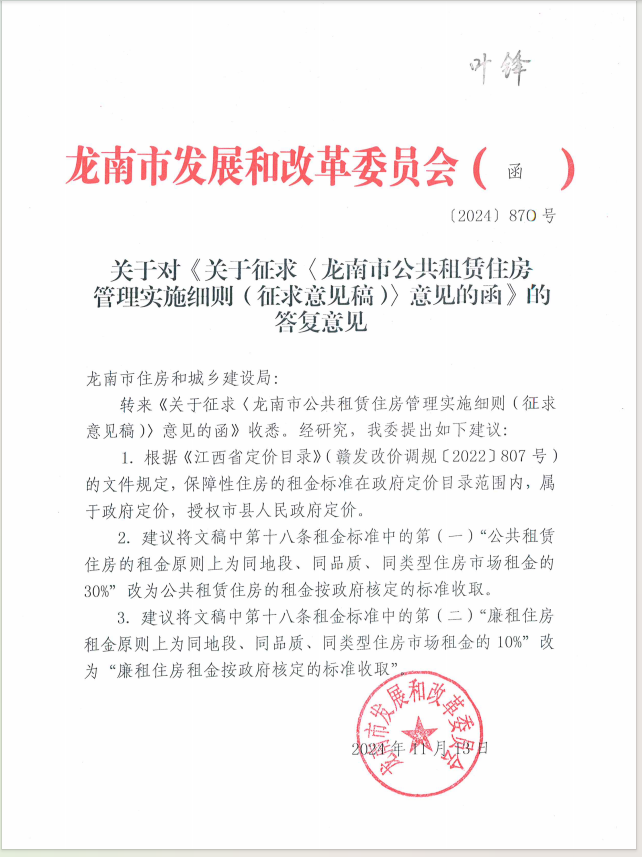 叶锋
龙南市发展和改革委员会（函）
〔2024〕870号
关于对《关于征求〈龙南市公共租赁住房
管理实施细则（征求意见稿）〉意见的函》的
答复意见
龙南市住房和城乡建设局：
转来《关于征求〈龙南市公共租赁住房管理实施细则（征求
意见稿）〉意见的函》收悉。经研究，我委提出如下建议：
1. 根据《江西省定价目录》（赣发改价调规〔2022〕807号）
的文件规定，保障性住房的租金标准在政府定价目录范围内，属
于政府定价，授权市县人民政府定价。
2. 建议将文稿中第十八条租金标准中的第（一）“公共租赁
住房的租金原则上为同地段、同品质、同类型住房市场租金的
30%” 改为公共租赁住房的租金按政府核定的标准收取。
3. 建议将文稿中第十八条租金标准中的第（二）“廉租住房
租金原则上为同地段、同品质、同类型住房市场租金的10%” 改
为 “廉租住房租金按政府核定的标准收取”
龙南市发展和改革委员会
2024年11月13日